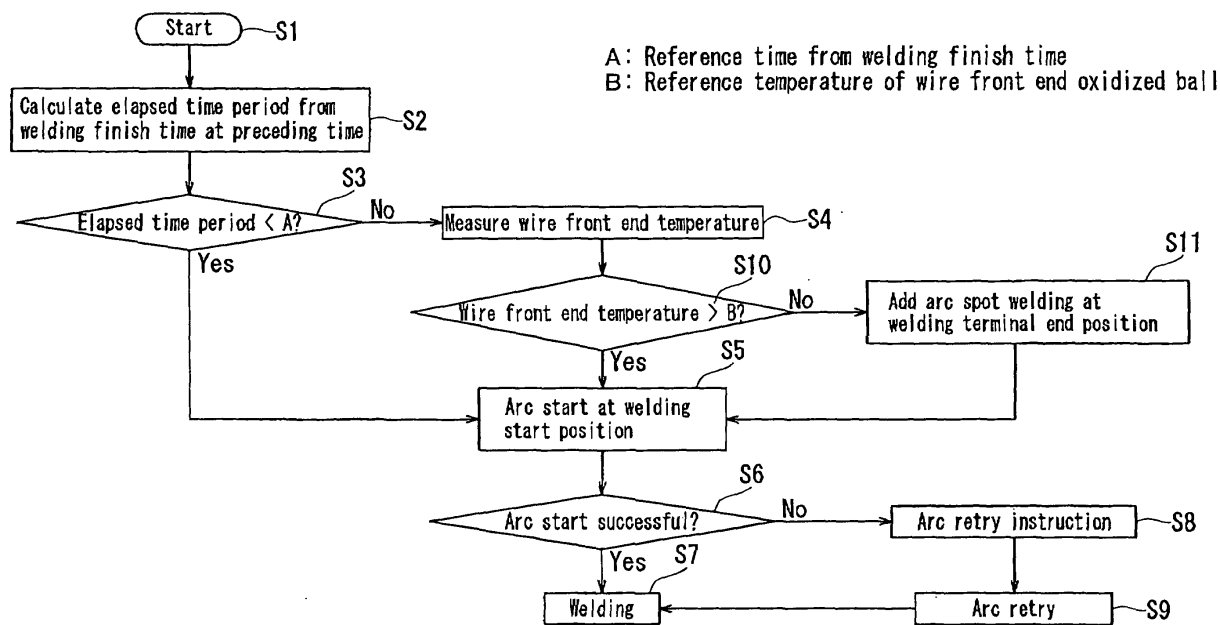 Start
S1
A: Reference time from welding finish time
B: Reference temperature of wire front end oxidized ball
Calculate elapsed time period from
welding finish time at preceding time
S2
S3
Elapsed time period < A?
No
Yes
Measure wire front end temperature
S4
S10
Wire front end temperature > B?
No
Yes
S11
Add arc spot welding at
welding terminal end position
S5
Arc start at welding
start position
S6
Arc start successful?
No
Yes
Arc retry instruction
S8
S7
Welding
Arc retry
S9